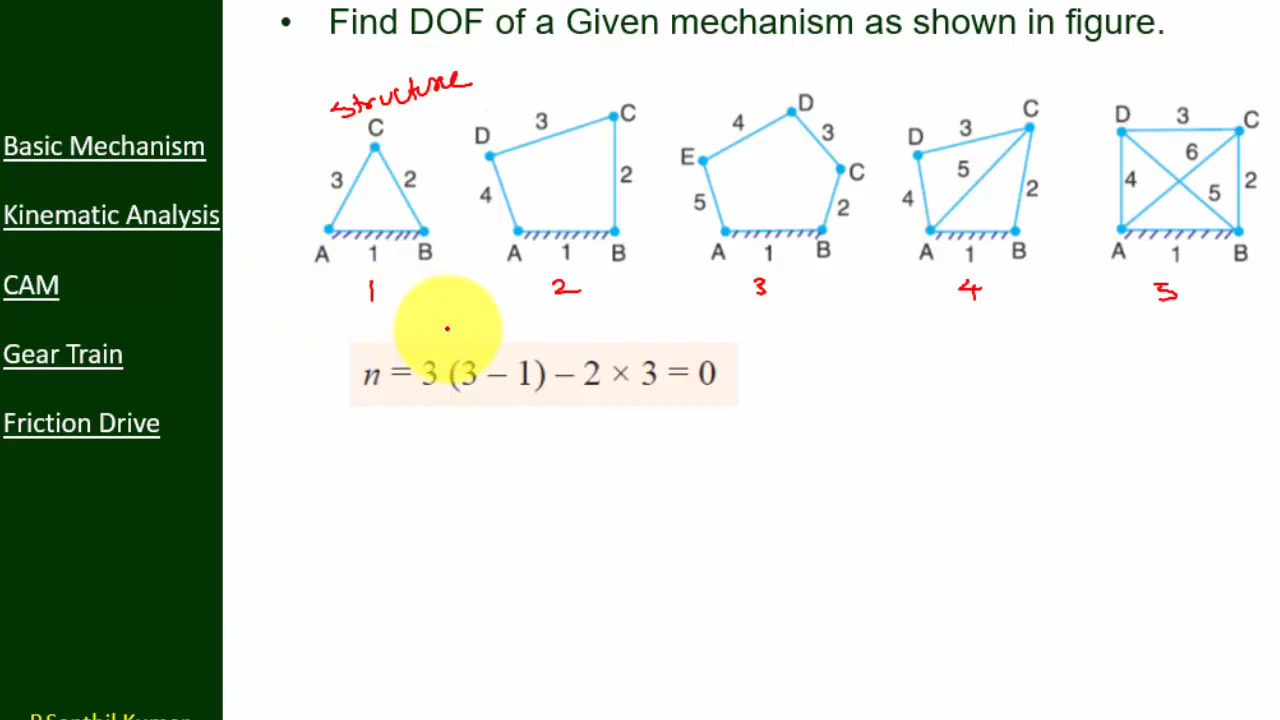 • Find DOF of a Given mechanism as shown in figure.
Basic Mechanism
Kinematic Analysis
CAM
Gear Train
Friction Drive
structure
C
3 2
A 1 B
1
D 3 C
4 2
A 1 B
2
D
4 3
E C
5 2
A 1 B
3
C
D 3
5
4 2
A 1 B
4
D 3 C
6
4 5 2
A 1 B
5
n = 3 (3 – 1) – 2 × 3 = 0